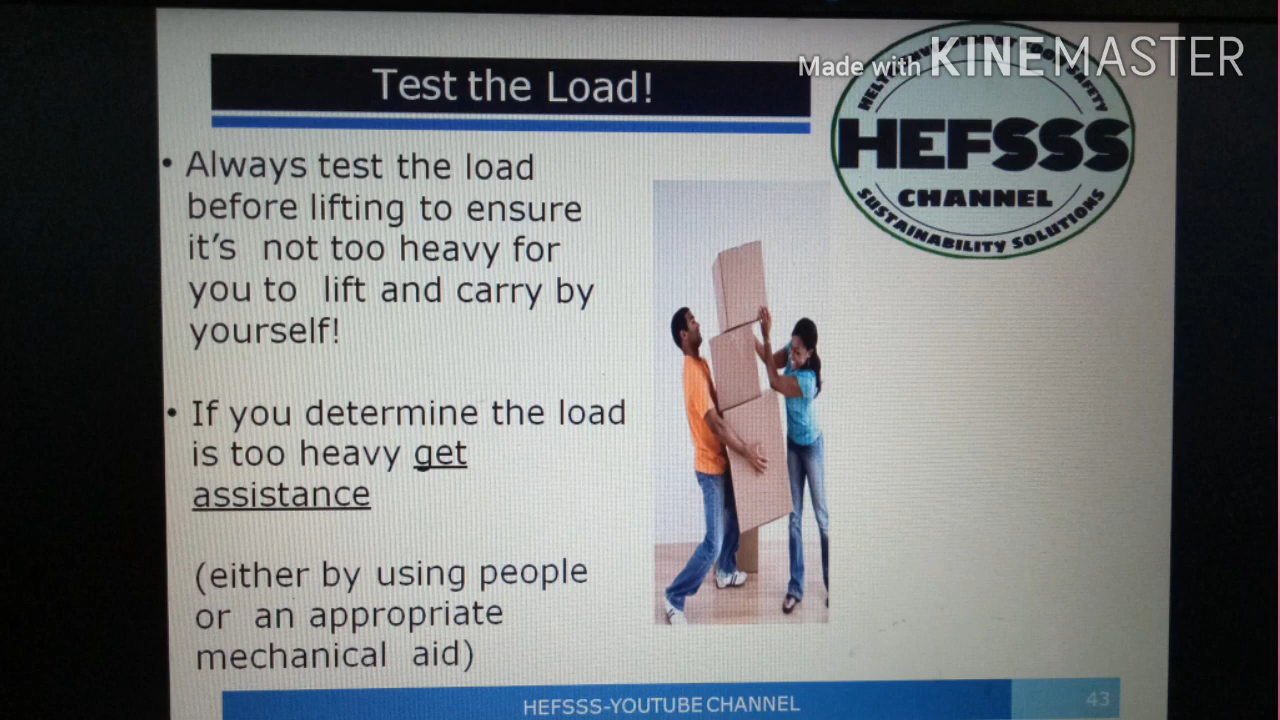 Made with KINEMASTER
Test the Load!
HEFSSS
CHANNEL
SUSTAINABILITY SOLUTIONS
• Always test the load
before lifting to ensure
it's not too heavy for
you to lift and carry by
yourself!
• If you determine the load
is too heavy get
assistance
(either by using people
or an appropriate
mechanical aid)
HEFSSS-YOUTUBE CHANNEL
43